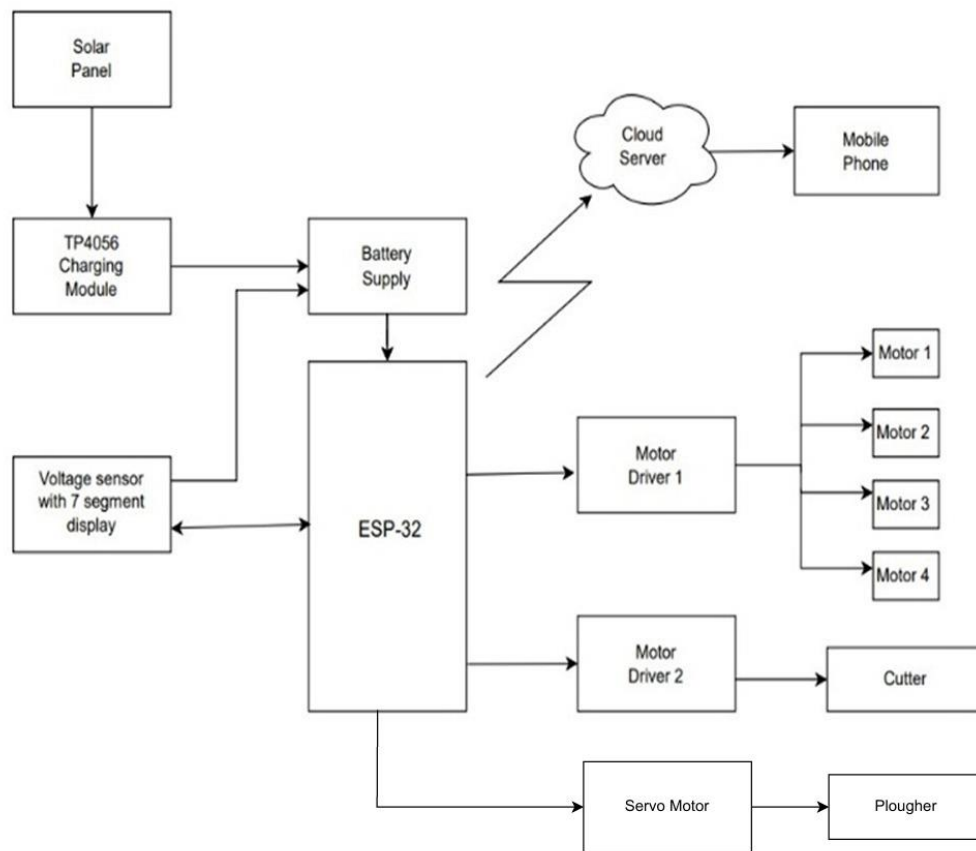 Solar
Panel
Cloud
Server
Mobile
Phone
TP4056
Charging
Module
Battery
Supply
Motor 1
Motor 2
Motor 3
Motor 4
Motor
Driver 1
Voltage sensor
with 7 segment
display
ESP-32
Motor
Driver 2
Cutter
Servo Motor
Plougher